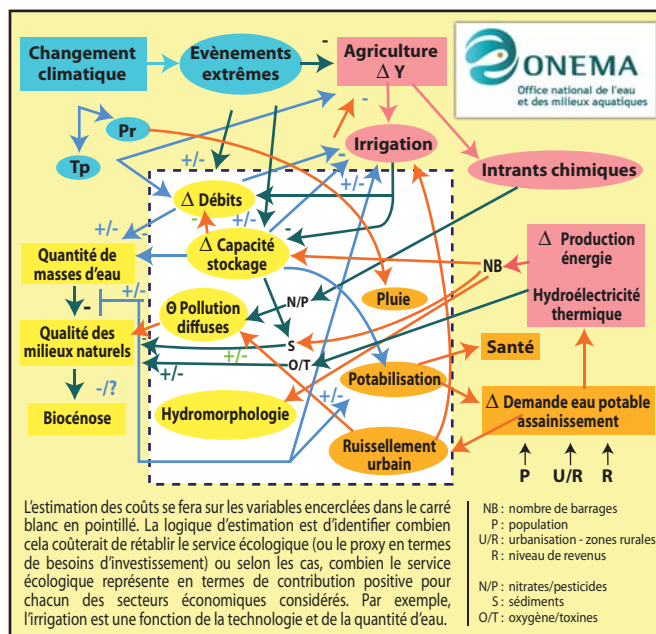 Changement
climatique
Evènements
extrêmes
-
Agriculture
Δ Y
ONEMA
Office national de l'eau
et des milieux aquatiques
Pr
Tp
-
Irrigation
Intrants chimiques
+/-
-
-
Δ Débits
+/-
+/-
-
-
Δ Capacité
stockage
Quantité de
masses d'eau
NB
Δ Production
énergie
Hydroélectricité
thermique
Pluie
- +/-
Θ Pollution
diffuses
N/P
Qualité des
milieux naturels
-
S
+/-
O/T
+/-
Santé
-/?
Potabilisation
Biocénose
Hydromorphologie
+/-
Δ Demande eau potable
assainissement
Ruissellement
urbain
P U/R R
L'estimation des coûts se fera sur les variables encerclées dans le carré
blanc en pointillé. La logique d'estimation est d'identifier combien
cela coûterait de rétablir le service écologique (ou le proxy en termes
de besoins d'investissement) ou selon les cas, combien le service
écologique représente en termes de contribution positive pour
chacun des secteurs économiques considérés. Par exemple,
l'irrigation est une fonction de la technologie et de la quantité d'eau.
NB : nombre de barrages
P : population
U/R : urbanisation - zones rurales
R : niveau de revenus
N/P : nitrates/pesticides
S : sédiments
O/T : oxygène/toxines